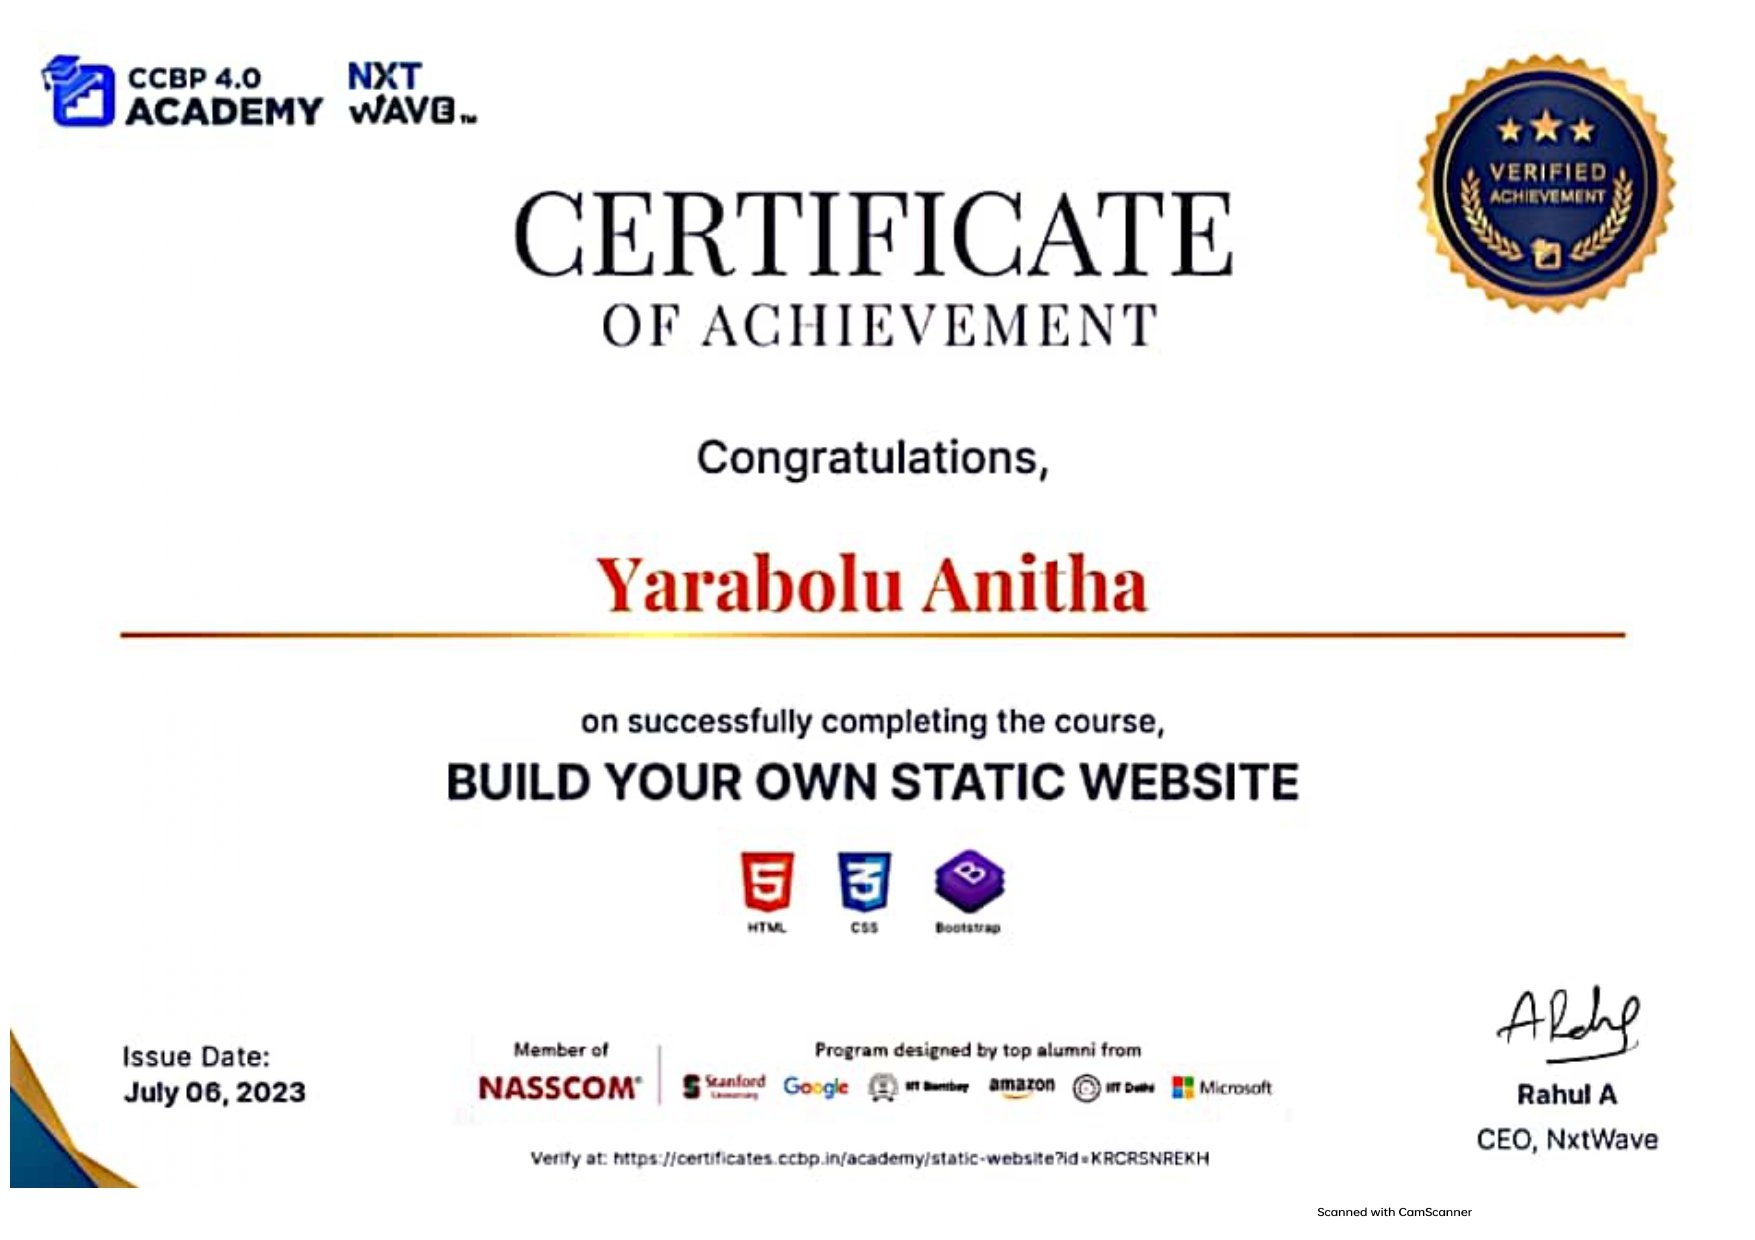 CCBP 4.0
ACADEMY
NXT
WAVE™
VERIFIED
ACHIEVEMENT
CERTIFICATE
OF ACHIEVEMENT
Congratulations,
Yarabolu Anitha
on successfully completing the course,
BUILD YOUR OWN STATIC WEBSITE
HTML CSS Bootstrap
Issue Date:
July 06, 2023
Member of
NASSCOM®
Program designed by top alumni from
Stanford University Google IIT Bombay amazon IIT Delhi Microsoft
Verify at: https://certificates.ccbp.in/academy/static-website?id=KRCRSNREKH
Rahul A
CEO, NxtWave
Scanned with CamScanner